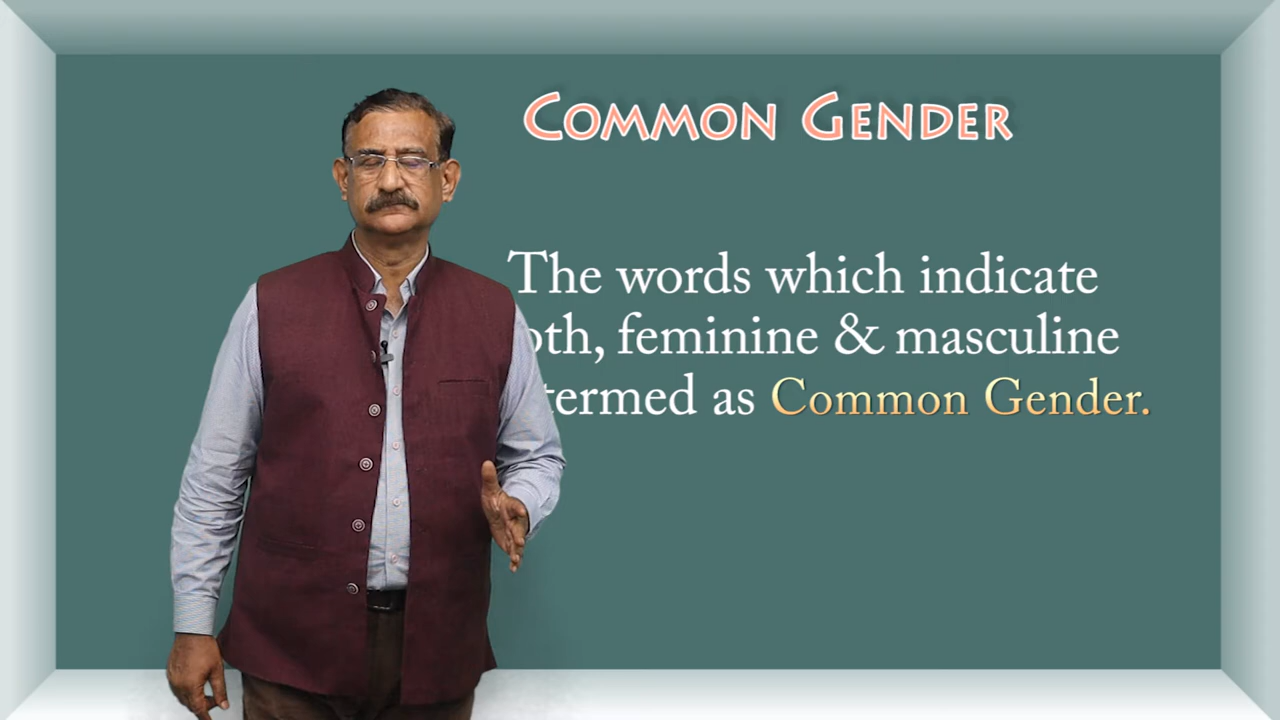 COMMON GENDER
The words which indicate
feminine & masculine
termed as Common Gender.